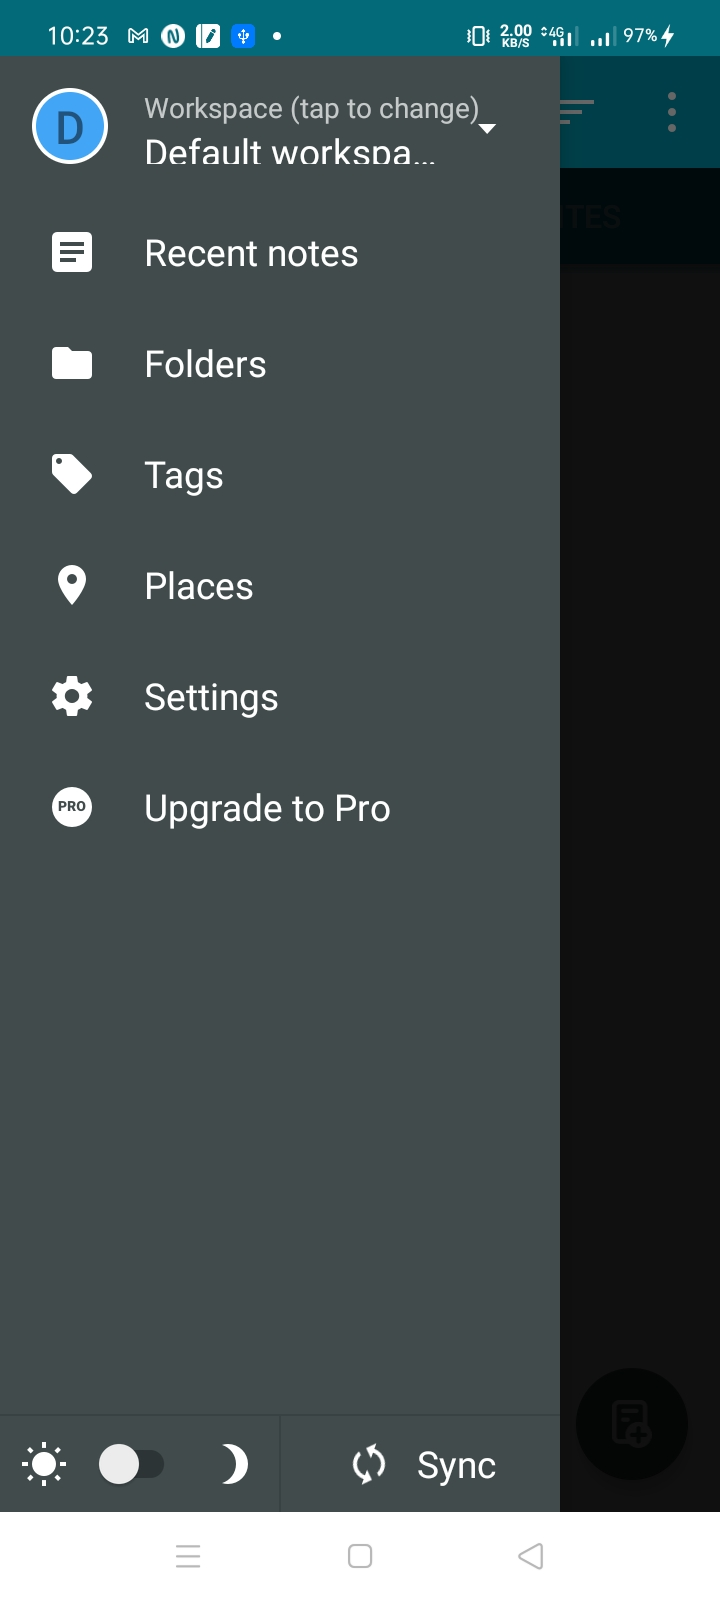 10:23 2.00 KB/S 4G 97%
Workspace (tap to change)
D Default workspa...
ITES
Recent notes
Folders
Tags
Places
Settings
PRO Upgrade to Pro
Sync